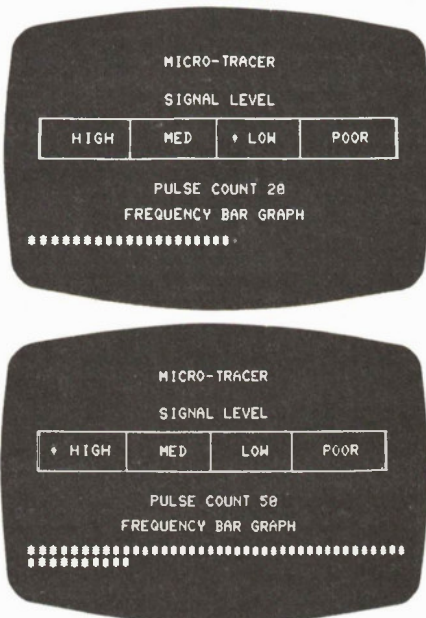 MICRO-TRACER
SIGNAL LEVEL
HIGH MED ♦ LOW POOR
PULSE COUNT 20
FREQUENCY BAR GRAPH
MICRO-TRACER
SIGNAL LEVEL
♦ HIGH MED LOW POOR
PULSE COUNT 50
FREQUENCY BAR GRAPH